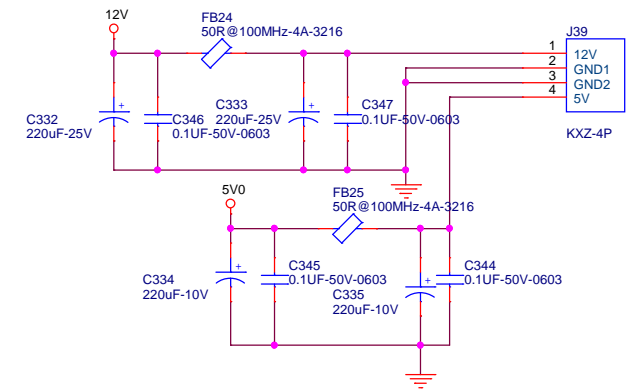 12V
FB24
50R@100MHz-4A-3216
J39
1
12V
2
GND1
3
GND2
4
5V
KXZ-4P
C332
220uF-25V
C346
0.1UF-50V-0603
C333
220uF-25V
C347
0.1UF-50V-0603
5V0
FB25
50R@100MHz-4A-3216
C334
220uF-10V
C345
0.1UF-50V-0603
C335
220uF-10V
C344
0.1UF-50V-0603